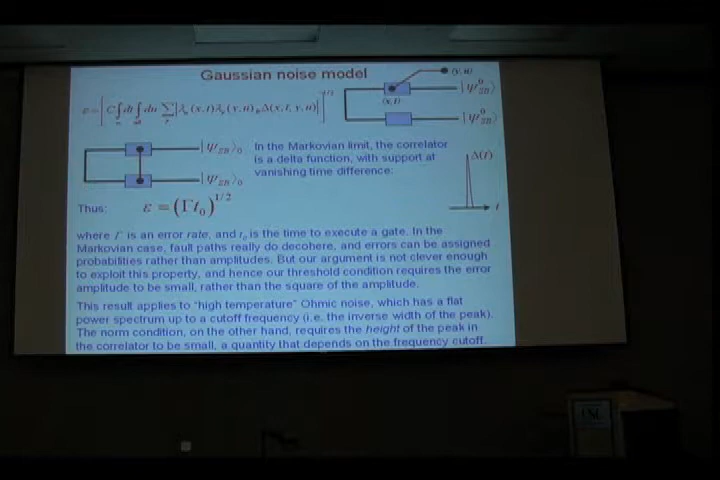 Gaussian noise model
(y, u)
(x, t)
In the Markovian limit, the correlator
is a delta function, with support at
vanishing time difference:
Δ(t)
t
Thus: ε = (Γt₀)^{1/2}
where Γ is an error rate, and t₀ is the time to execute a gate. In the
Markovian case, fault paths really do decohere, and errors can be assigned
probabilities rather than amplitudes. But our argument is not clever enough
to exploit this property, and hence our threshold condition requires the error
amplitude to be small, rather than the square of the amplitude.
This result applies to "high temperature" Ohmic noise, which has a flat
power spectrum up to a cutoff frequency (i.e. the inverse width of the peak).
The norm condition, on the other hand, requires the height of the peak in
the correlator to be small, a quantity that depends on the frequency cutoff.